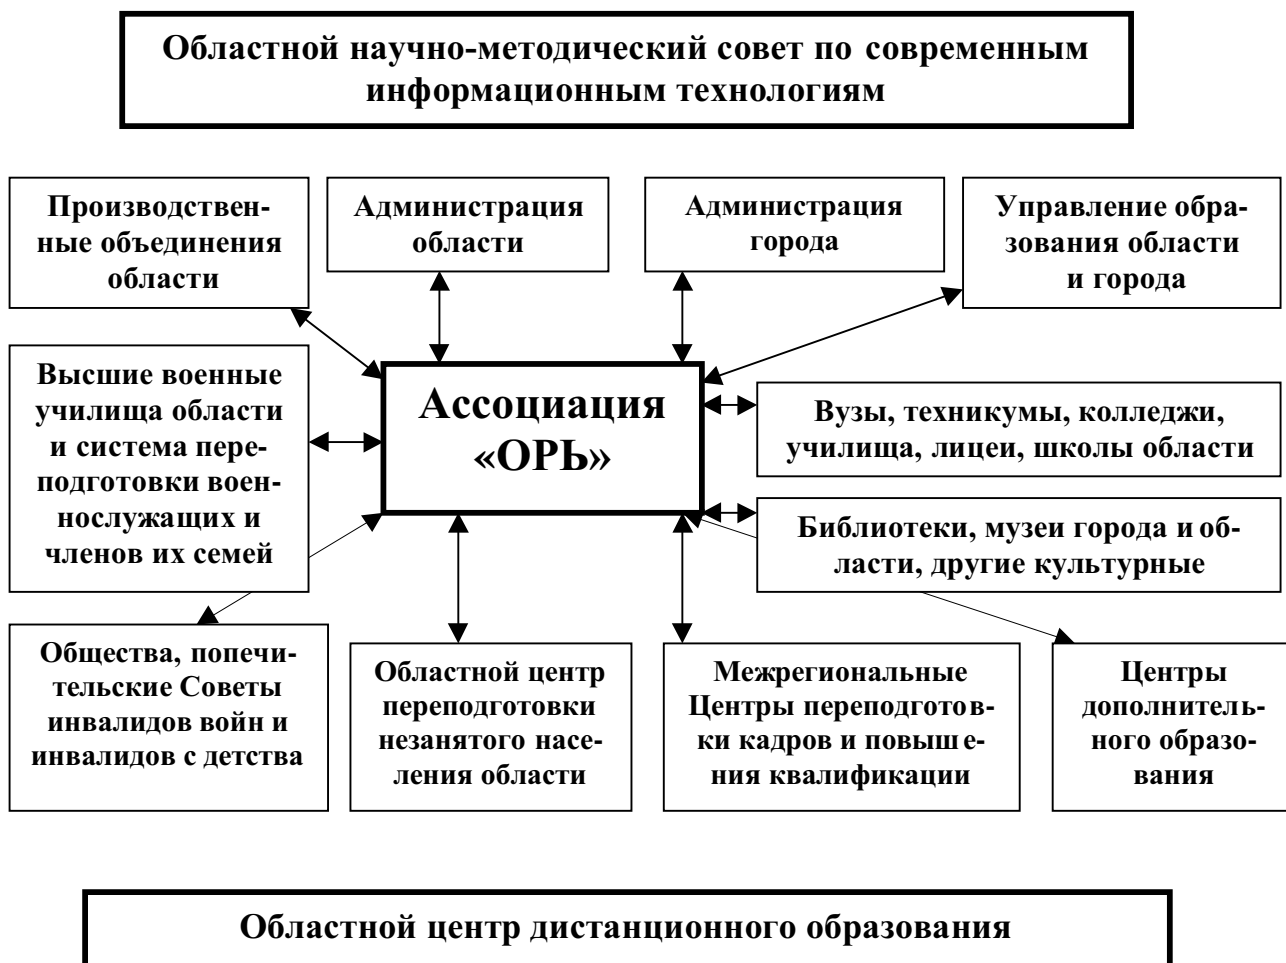 Областной научно-методический совет по современным
информационным технологиям
Производствен-
ные объединения
области
Администрация
области
Администрация
города
Управление обра-
зования области
и города
Высшие военные
училища области
и система пере-
подготовки воен-
нослужащих и
членов их семей
Ассоциация
«ОРЬ»
Вузы, техникумы, колледжи,
училища, лицеи, школы области
Библиотеки, музеи города и об-
ласти, другие культурные
Общества, попечи-
тельские Советы
инвалидов войн и
инвалидов с детства
Областной центр
переподготовки
незанятого насе-
ления области
Межрегиональные
Центры переподготов-
ки кадров и повыше-
ния квалификации
Центры
дополнитель-
ного образо-
вания
Областной центр дистанционного образования